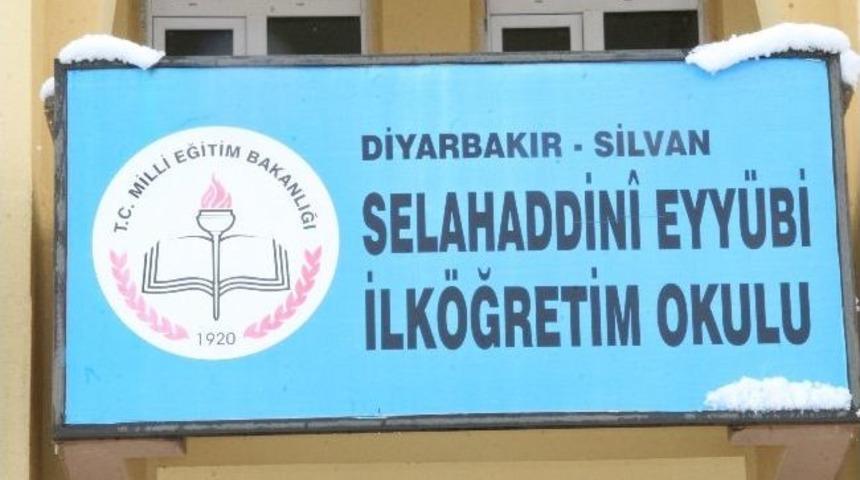 T.C. MİLLİ EĞİTİM BAKANLIĞI
1920
DİYARBAKIR - SİLVAN
SELAHADDİNÎ EYYÜBİ
İLKÖĞRETİM OKULU